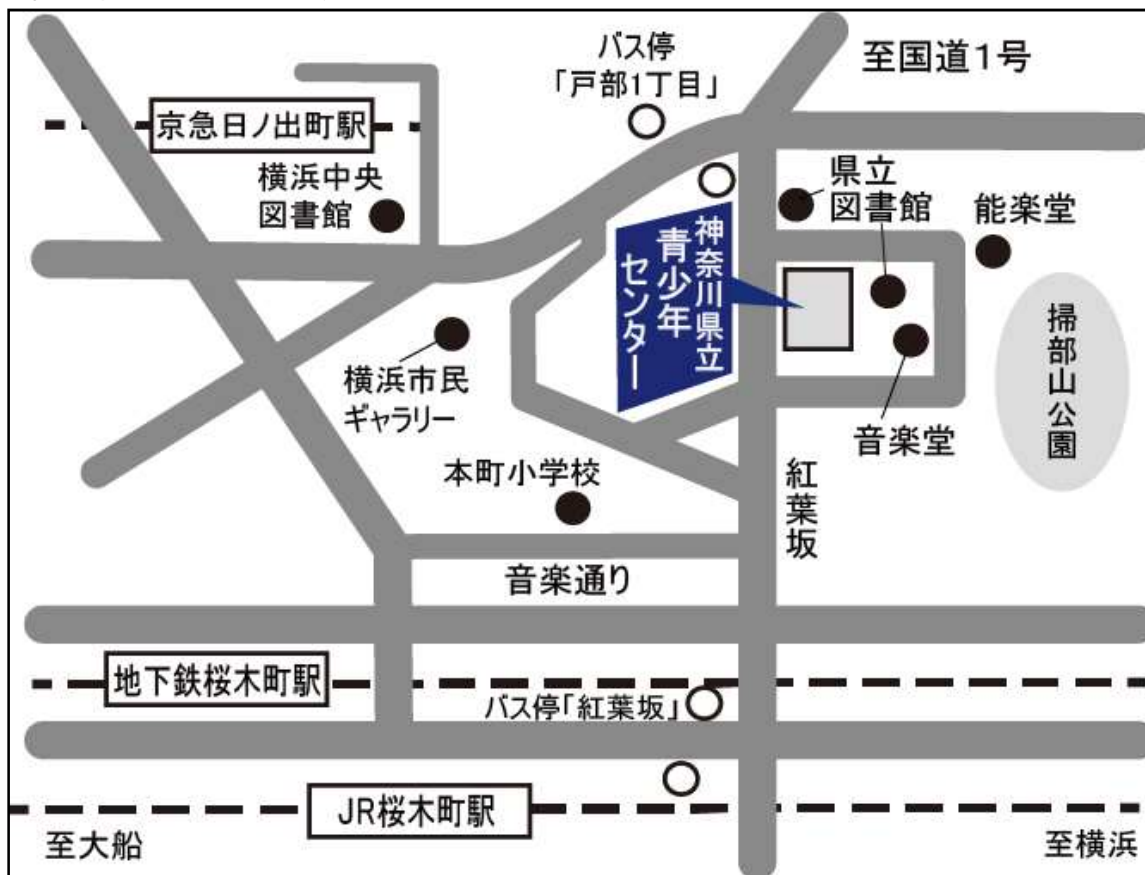 バス停
「戸部1丁目」
至国道1号
京急日ノ出町駅
横浜中央
図書館
県立
図書館
能楽堂
神奈川県立
青少年
センター
掃部山公園
横浜市民
ギャラリー
音楽堂
本町小学校
紅葉坂
音楽通り
地下鉄桜木町駅
バス停「紅葉坂」
JR桜木町駅
至大船
至横浜